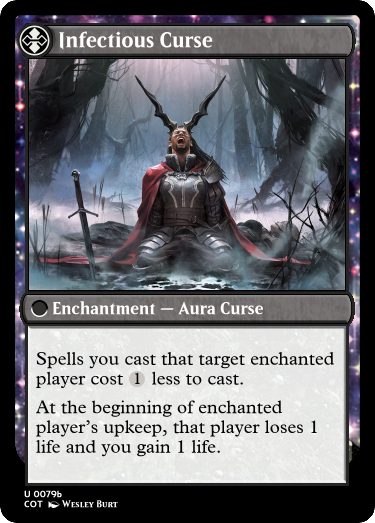 Infectious Curse
Enchantment — Aura Curse
Spells you cast that target enchanted
player cost 1 less to cast.
At the beginning of enchanted
player's upkeep, that player loses 1
life and you gain 1 life.
U 0079b
COT Wesley Burt